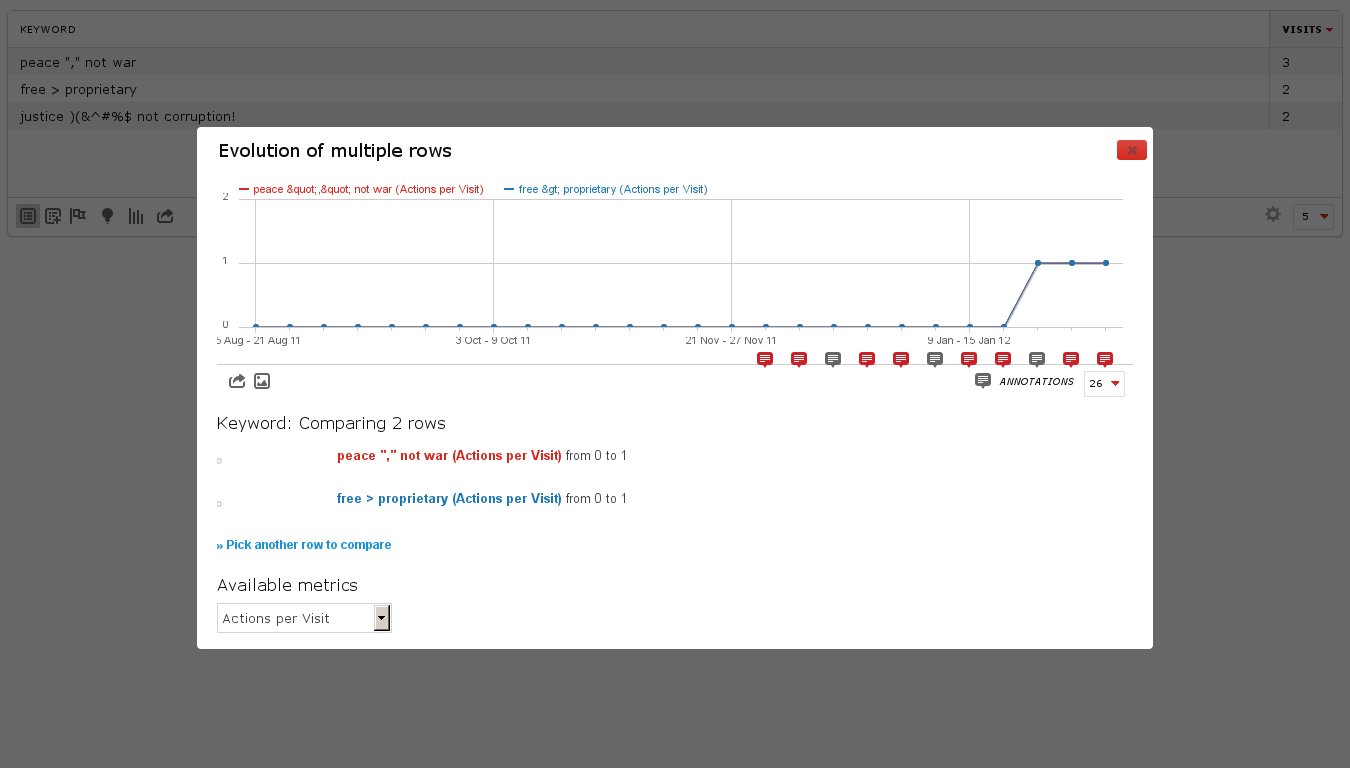 KEYWORD VISITS
peace "," not war 3
free > proprietary 2
justice )(&^#%$ not corruption! 2
Evolution of multiple rows
peace &quot;,&quot; not war (Actions per Visit) free &gt; proprietary (Actions per Visit)
2
1
0
5 Aug - 21 Aug 11 3 Oct - 9 Oct 11 21 Nov - 27 Nov 11 9 Jan - 15 Jan 12
5
ANNOTATIONS 26
Keyword: Comparing 2 rows
peace "," not war (Actions per Visit) from 0 to 1
free > proprietary (Actions per Visit) from 0 to 1
» Pick another row to compare
Available metrics
Actions per Visit